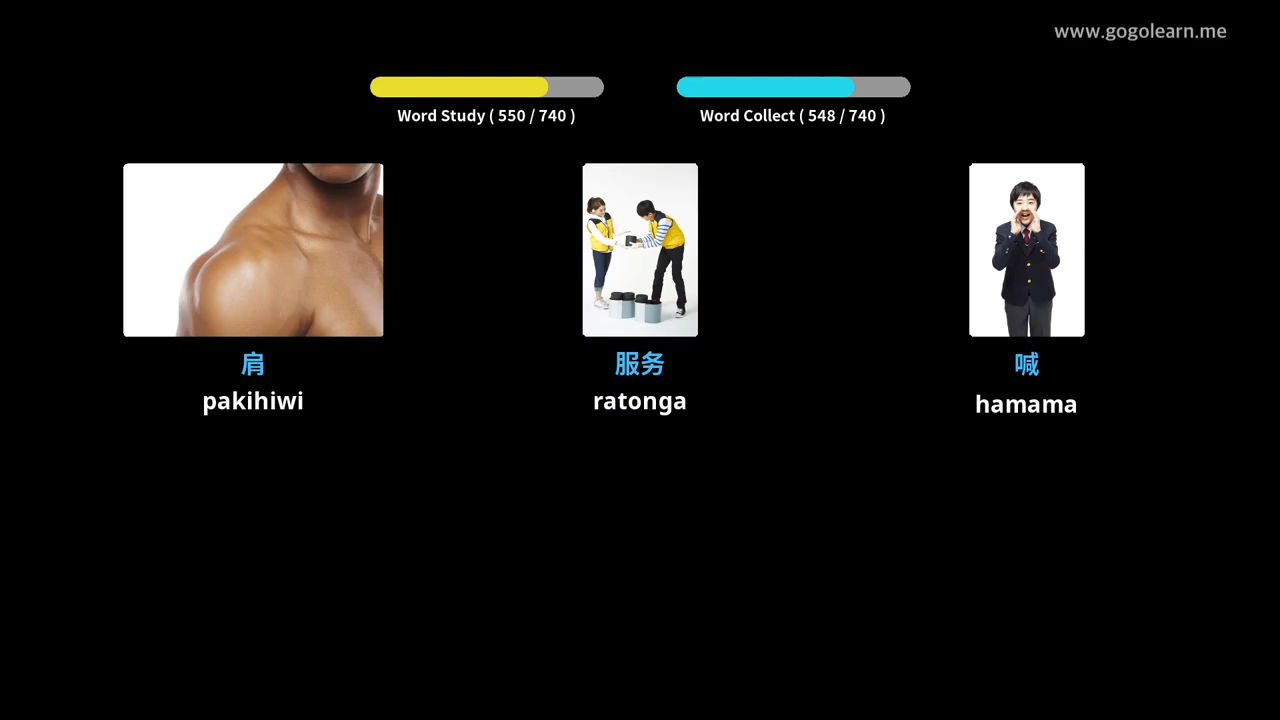 www.gogolearn.me
Word Study ( 550 / 740 )
Word Collect ( 548 / 740 )
肩
服务
喊
pakihiwi
ratonga
hamama